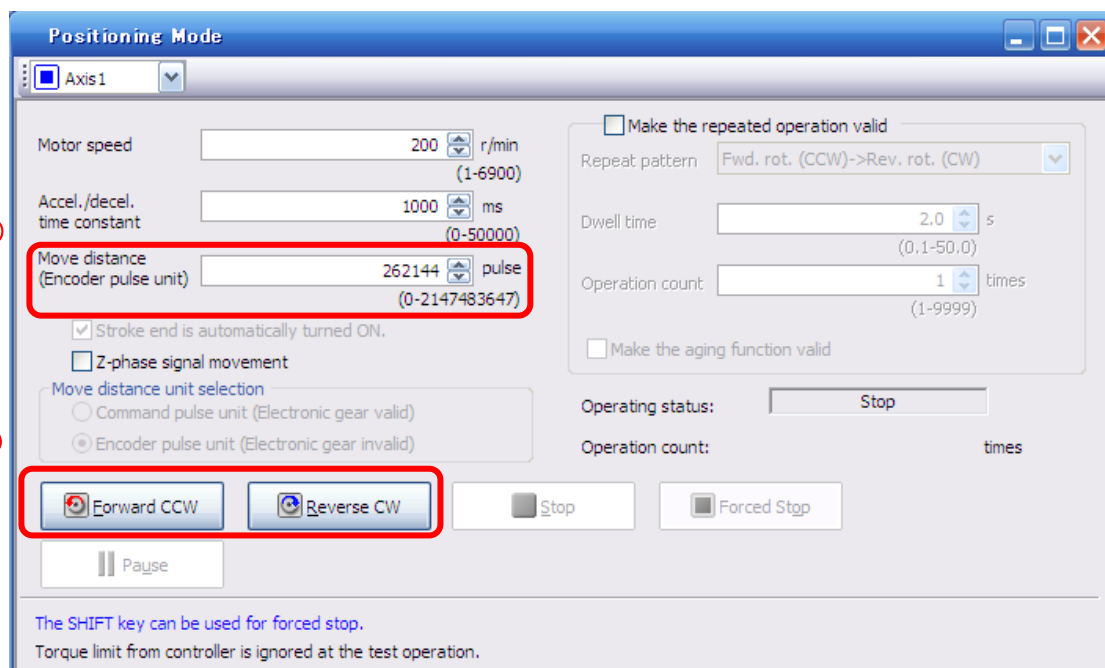 Positioning Mode
Axis1
Motor speed 200 r/min
(1-6900)
Accel./decel.
time constant 1000 ms
(0-50000)
Move distance
(Encoder pulse unit) 262144 pulse
(0-2147483647)
Stroke end is automatically turned ON.
Z-phase signal movement
Move distance unit selection
Command pulse unit (Electronic gear valid)
Encoder pulse unit (Electronic gear invalid)
Make the repeated operation valid
Repeat pattern Fwd. rot. (CCW)->Rev. rot. (CW)
Dwell time 2.0 s
(0.1-50.0)
Operation count 1 times
(1-9999)
Make the aging function valid
Operating status: Stop
Operation count: times
Forward CCW Reverse CW Stop Forced Stop
Pause
The SHIFT key can be used for forced stop.
Torque limit from controller is ignored at the test operation.